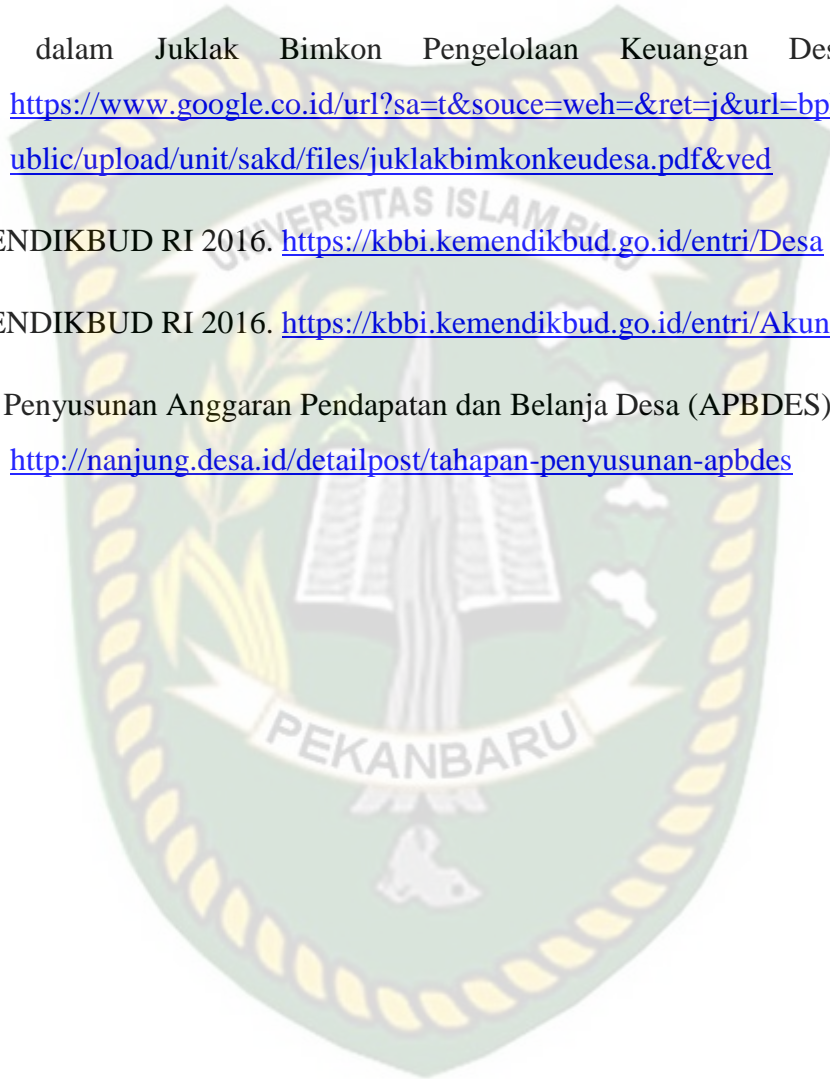 dalam Juklak Bimkon Pengelolaan Keuangan Des
https://www.google.co.id/url?sa=t&souce=weh=&ret=j&url=bp
ublic/upload/unit/sakd/files/juklakbimkonkeudesa.pdf&ved
ENDIKBUD RI 2016. https://kbbi.kemendikbud.go.id/entri/Desa
ENDIKBUD RI 2016. https://kbbi.kemendikbud.go.id/entri/Akun
Penyusunan Anggaran Pendapatan dan Belanja Desa (APBDES)
http://nanjung.desa.id/detailpost/tahapan-penyusunan-apbdes
UNIVERSITAS ISLAM RIAU
PEKANBARU